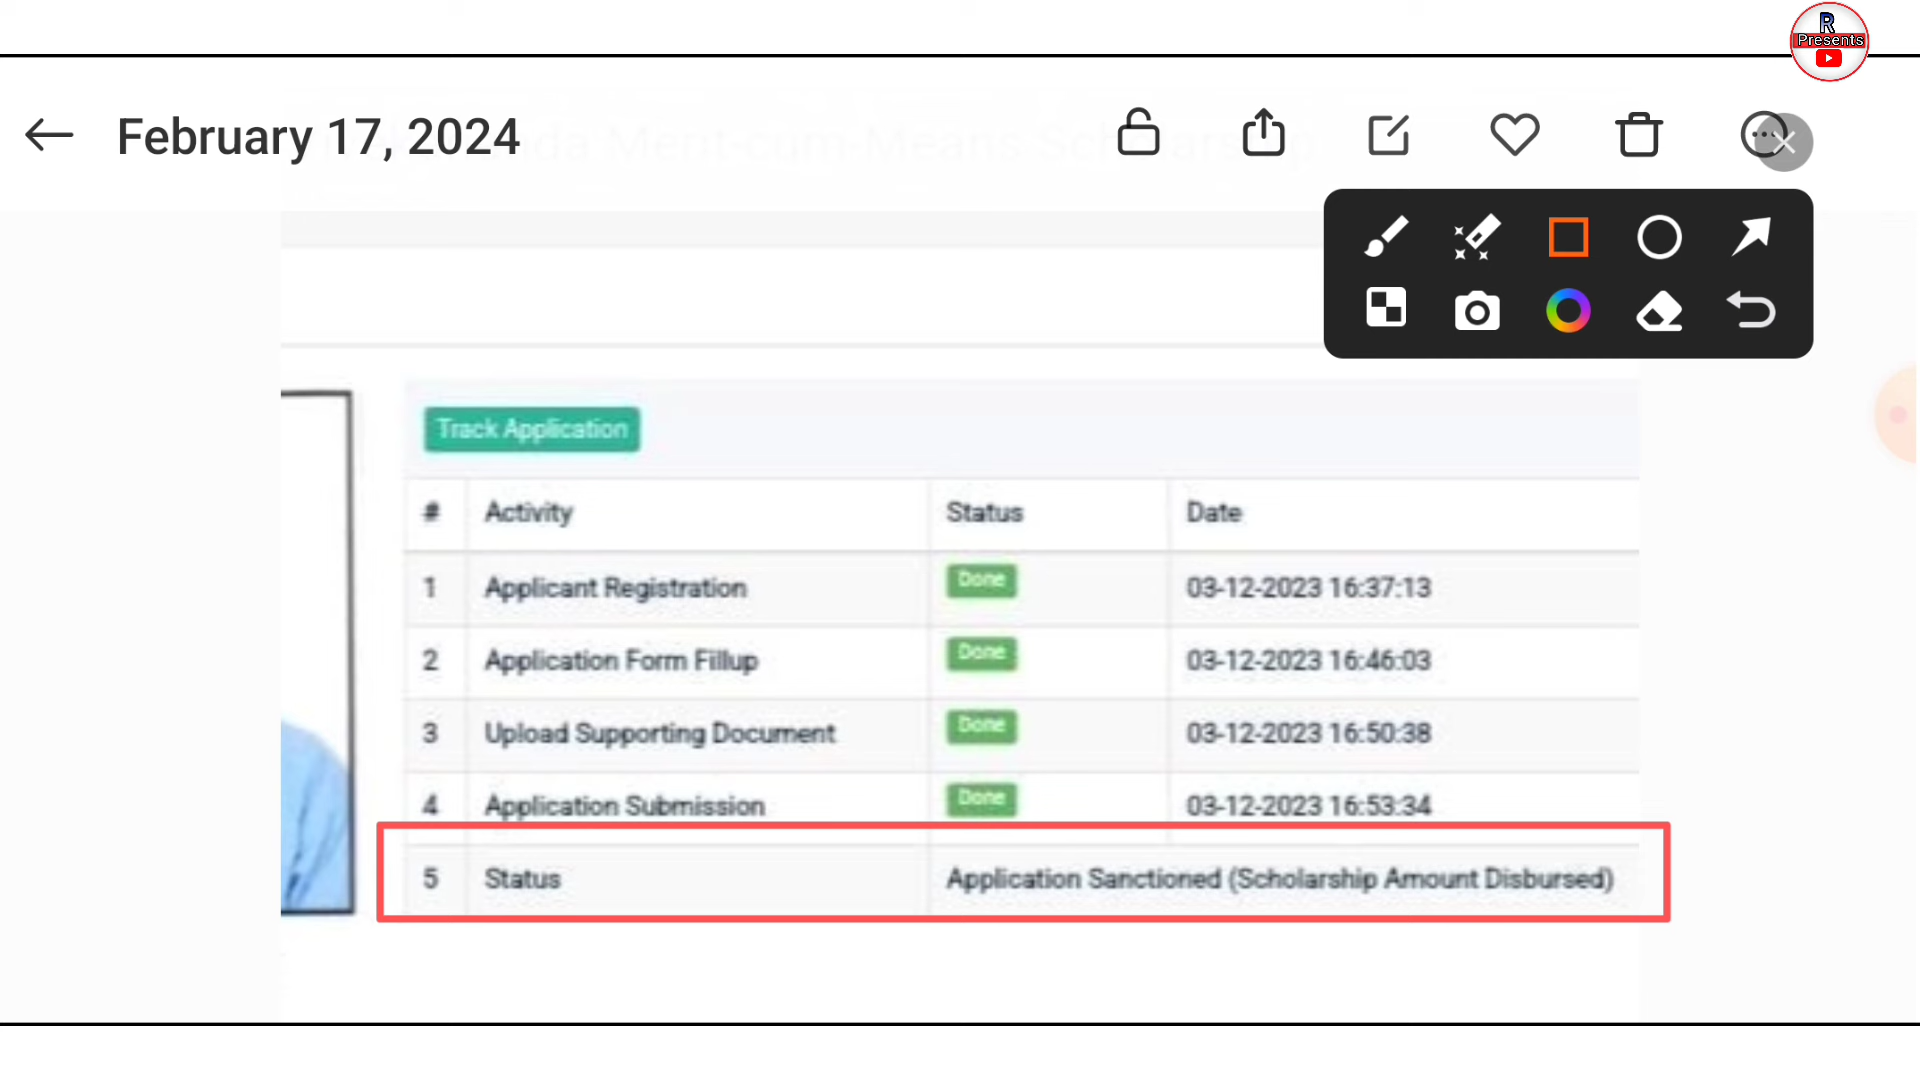 R
Presents
February 17, 2024
Merit-cum-Means
Track Application
# Activity Status Date
1 Applicant Registration Done 03-12-2023 16:37:13
2 Application Form Fillup Done 03-12-2023 16:46:03
3 Upload Supporting Document Done 03-12-2023 16:50:38
4 Application Submission Done 03-12-2023 16:53:34
5 Status Application Sanctioned (Scholarship Amount Disbursed)